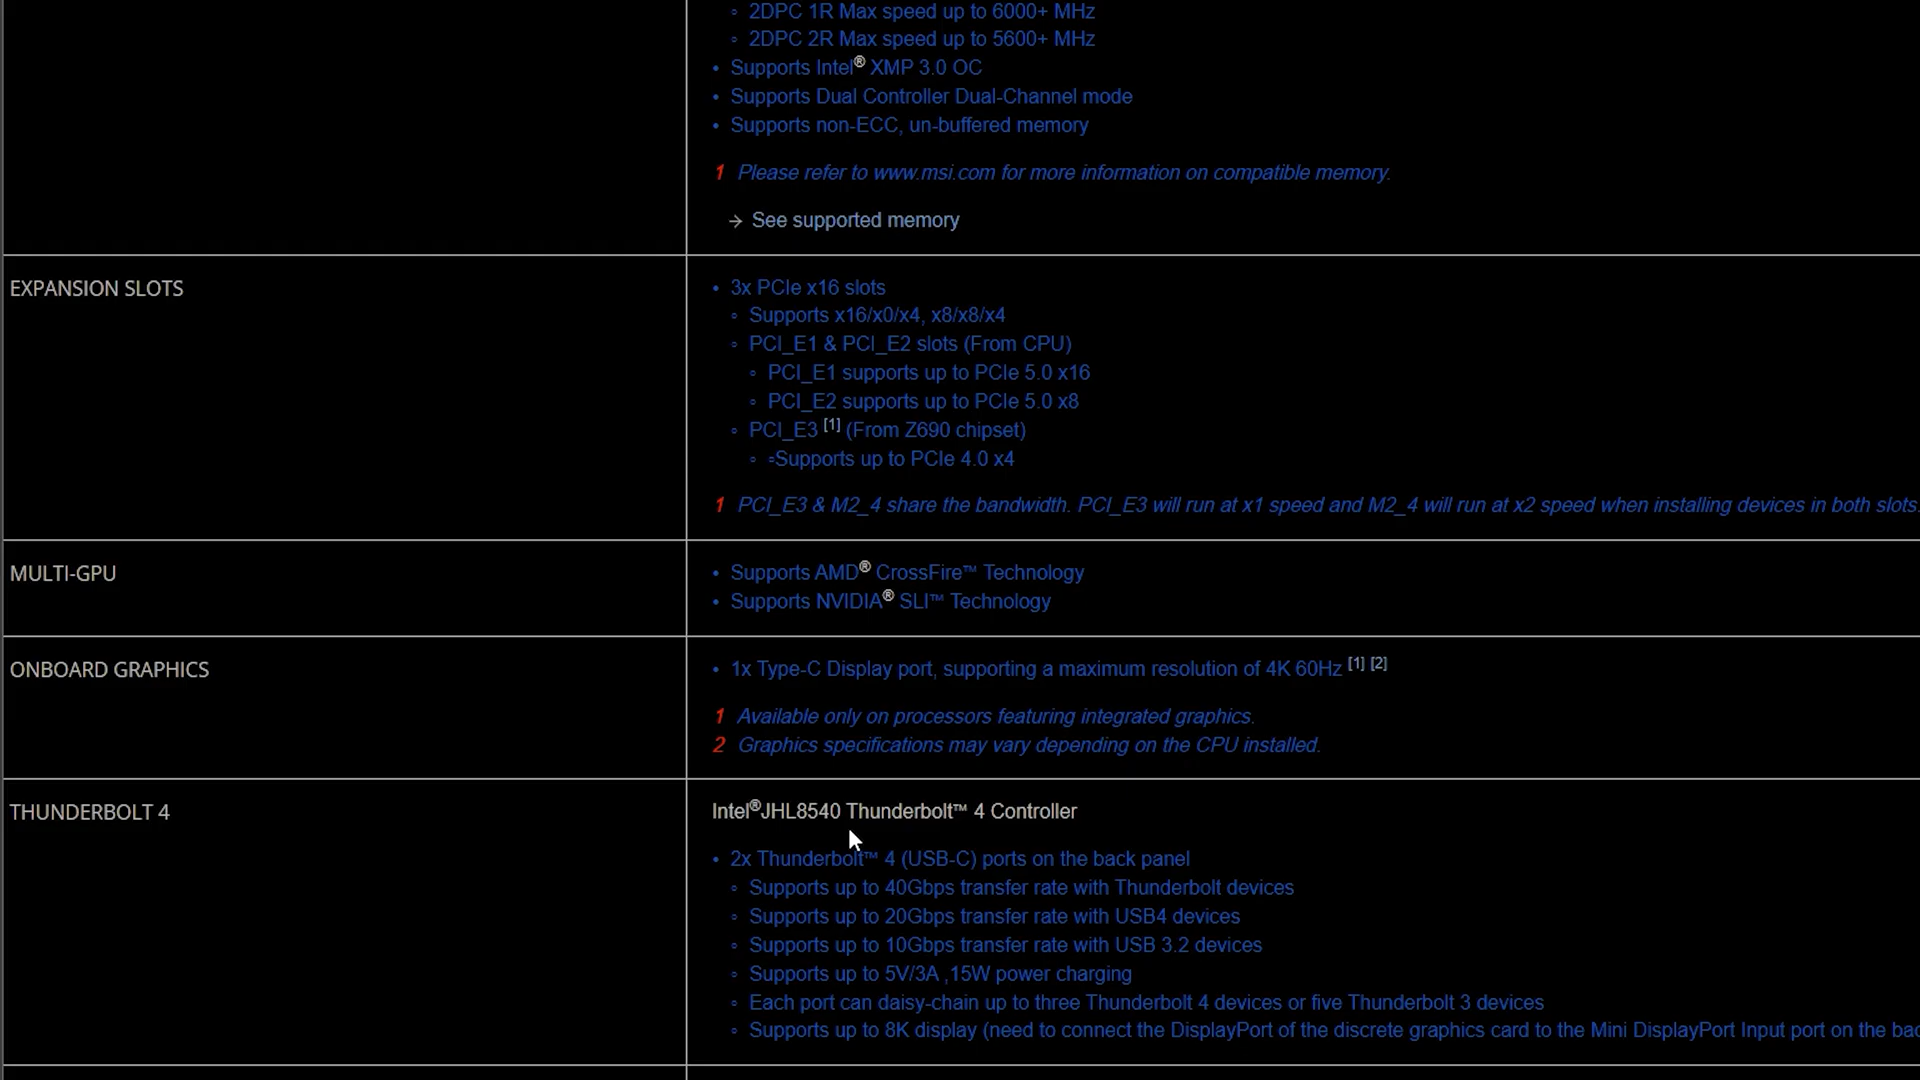 ◦ 2DPC 1R Max speed up to 6000+ MHz
◦ 2DPC 2R Max speed up to 5600+ MHz
• Supports Intel® XMP 3.0 OC
• Supports Dual Controller Dual-Channel mode
• Supports non-ECC, un-buffered memory
1 Please refer to www.msi.com for more information on compatible memory.
→ See supported memory
EXPANSION SLOTS
• 3x PCIe x16 slots
◦ Supports x16/x0/x4, x8/x8/x4
◦ PCI_E1 & PCI_E2 slots (From CPU)
◦ PCI_E1 supports up to PCIe 5.0 x16
◦ PCI_E2 supports up to PCIe 5.0 x8
◦ PCI_E3 [1] (From Z690 chipset)
◦ ▫Supports up to PCIe 4.0 x4
1 PCI_E3 & M2_4 share the bandwidth. PCI_E3 will run at x1 speed and M2_4 will run at x2 speed when installing devices in both slots.
MULTI-GPU
• Supports AMD® CrossFire™ Technology
• Supports NVIDIA® SLI™ Technology
ONBOARD GRAPHICS
• 1x Type-C Display port, supporting a maximum resolution of 4K 60Hz [1] [2]
1 Available only on processors featuring integrated graphics.
2 Graphics specifications may vary depending on the CPU installed.
THUNDERBOLT 4
Intel®JHL8540 Thunderbolt™ 4 Controller
• 2x Thunderbolt™ 4 (USB-C) ports on the back panel
◦ Supports up to 40Gbps transfer rate with Thunderbolt devices
◦ Supports up to 20Gbps transfer rate with USB4 devices
◦ Supports up to 10Gbps transfer rate with USB 3.2 devices
◦ Supports up to 5V/3A ,15W power charging
◦ Each port can daisy-chain up to three Thunderbolt 4 devices or five Thunderbolt 3 devices
◦ Supports up to 8K display (need to connect the DisplayPort of the discrete graphics card to the Mini DisplayPort Input port on the bac